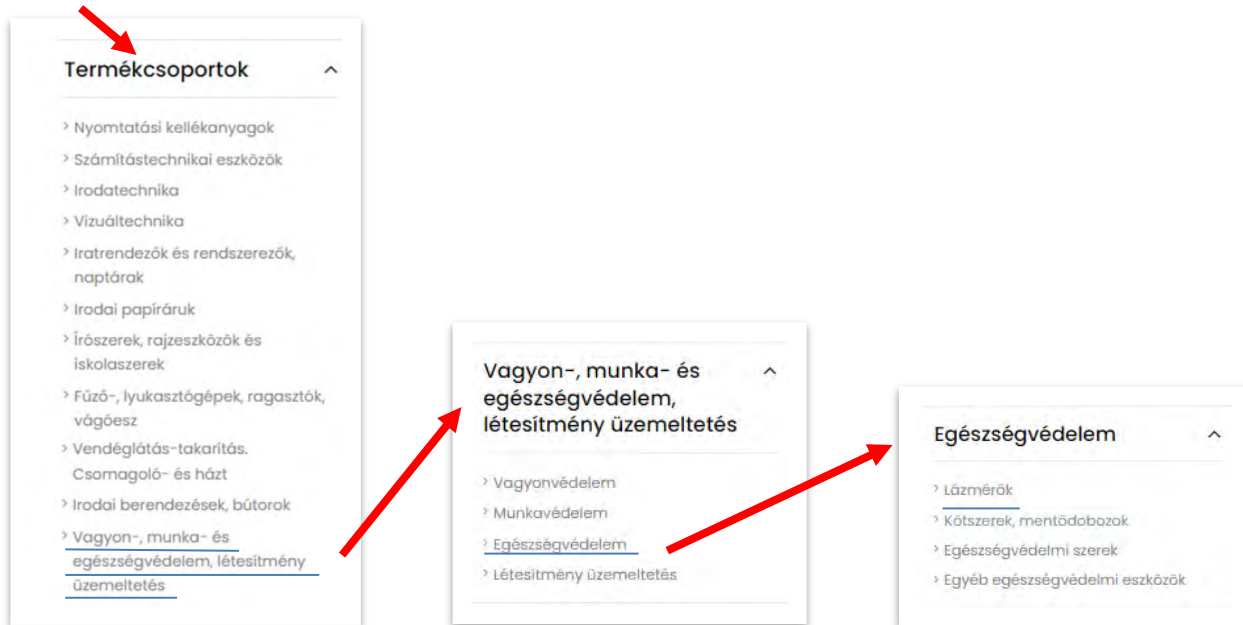 Termékcsoportok
Nyomtatási kellékanyagok
Számítástechnikai eszközök
Irodatechnika
Vizuáltechnika
Iratrendezők és rendszerezők,
naptárak
Irodai papíráruk
Írószerek, rajzeszközök és
iskolaszerek
Fűző-, lyukasztógépek, ragasztók,
vágóesz
Vendéglátás-takarítás.
Csomagoló- és házt
Irodai berendezések, bútorok
Vagyon-, munka- és
egészségvédelem, létesítmény
üzemeltetés
Vagyon-, munka- és
egészségvédelem,
létesítmény üzemeltetés
Vagyonvédelem
Munkavédelem
Egészségvédelem
Létesítmény üzemeltetés
Egészségvédelem
Lázmérők
Kötszerek, mentődobozok
Egészségvédelmi szerek
Egyéb egészségvédelmi eszközök